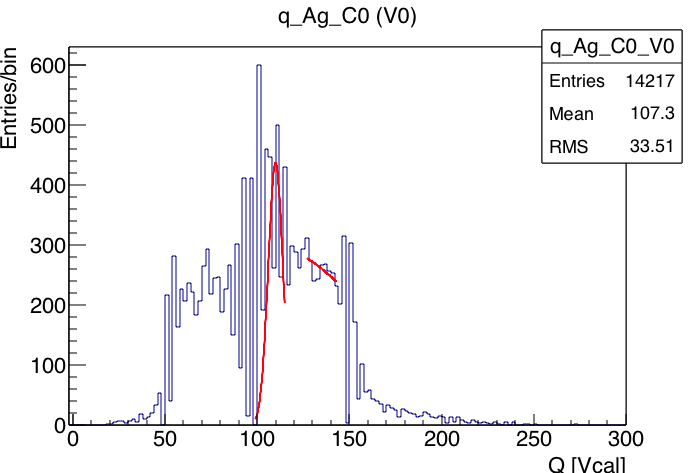 q_Ag_C0 (V0)
q_Ag_C0_V0
Entries 14217
Mean 107.3
RMS 33.51
Entries/bin
600
500
400
300
200
100
0
0 50 100 150 200 250 300
Q [Vcal]